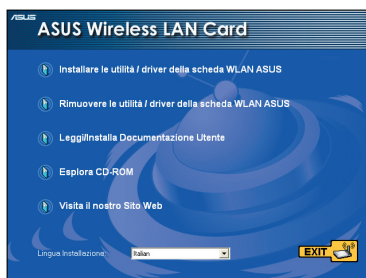 ASUS
ASUS Wireless LAN Card
Installare le utilità / driver della scheda WLAN ASUS
Rimuovere le utilità / driver della scheda WLAN ASUS
Leggi/Installa Documentazione Utente
Esplora CD-ROM
Visita il nostro Sito Web
Lingua Installazione: Italian
EXIT